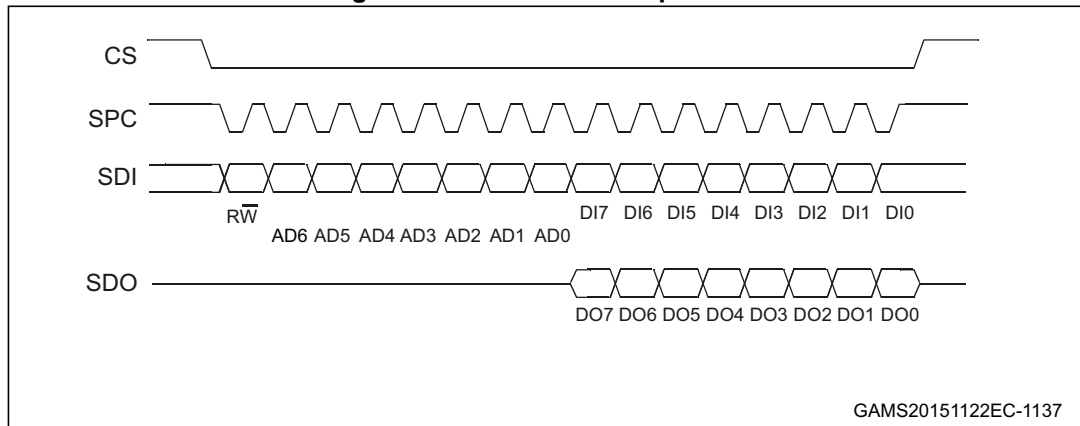 CS
SPC
SDI
RW̅
DI7 DI6 DI5 DI4 DI3 DI2 DI1 DI0
AD6 AD5 AD4 AD3 AD2 AD1 AD0
SDO
DO7 DO6 DO5 DO4 DO3 DO2 DO1 DO0
GAMS20151122EC-1137